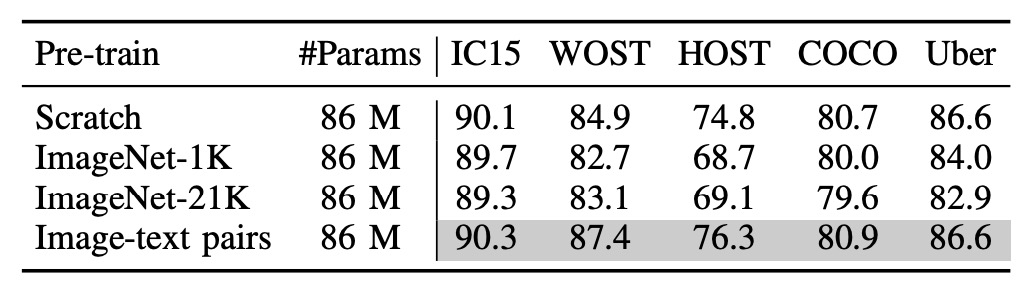 Pre-train #Params IC15 WOST HOST COCO Uber
Scratch 86 M 90.1 84.9 74.8 80.7 86.6
ImageNet-1K 86 M 89.7 82.7 68.7 80.0 84.0
ImageNet-21K 86 M 89.3 83.1 69.1 79.6 82.9
Image-text pairs 86 M 90.3 87.4 76.3 80.9 86.6